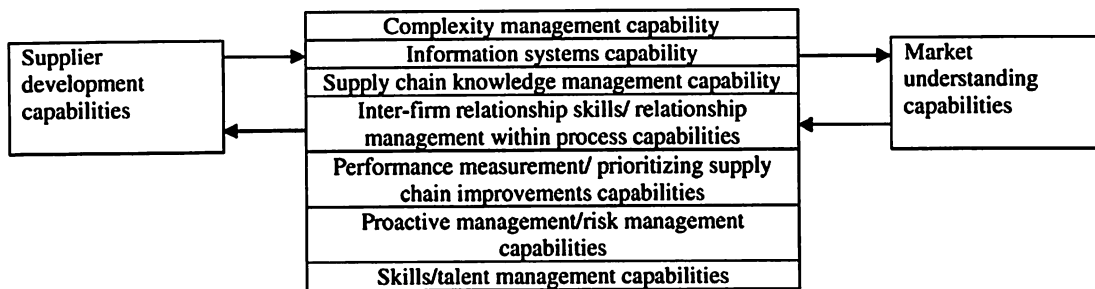 Supplier
development
capabilities
Complexity management capability
Information systems capability
Supply chain knowledge management capability
Inter-firm relationship skills/ relationship
management within process capabilities
Performance measurement/ prioritizing supply
chain improvements capabilities
Proactive management/risk management
capabilities
Skills/talent management capabilities
Market
understanding
capabilities